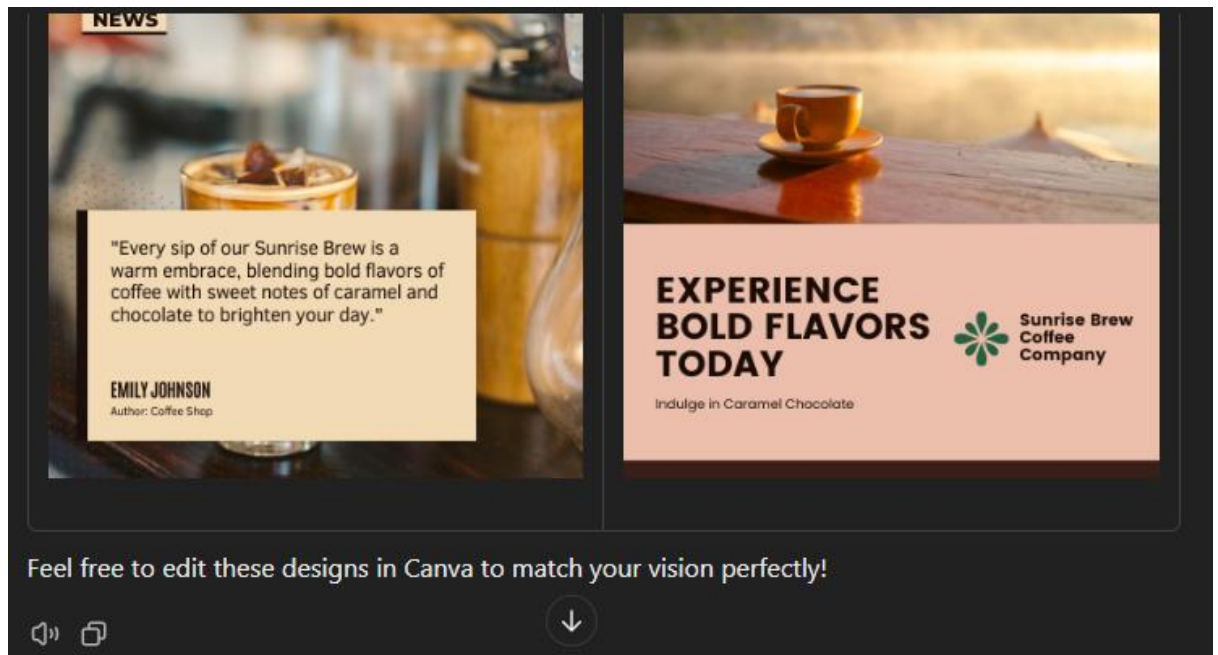 NEWS
"Every sip of our Sunrise Brew is a
warm embrace, blending bold flavors of
coffee with sweet notes of caramel and
chocolate to brighten your day."
EMILY JOHNSON
Author: Coffee Shop
EXPERIENCE
BOLD FLAVORS
TODAY
Indulge in Caramel Chocolate
Sunrise Brew
Coffee
Company
Feel free to edit these designs in Canva to match your vision perfectly!